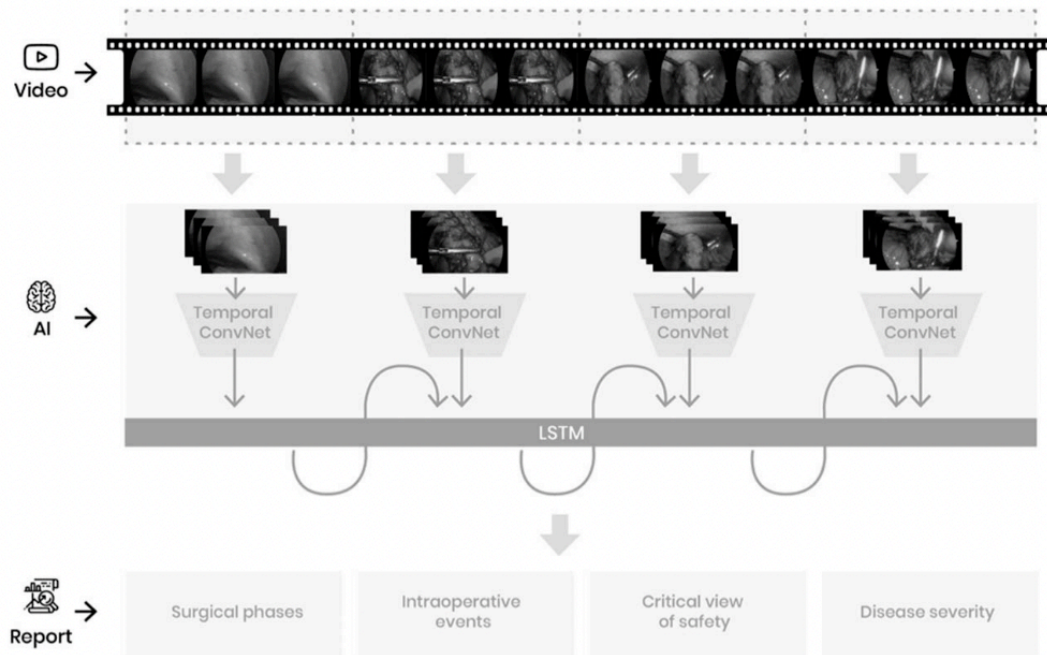 Video
AI
Temporal
ConvNet
Temporal
ConvNet
Temporal
ConvNet
Temporal
ConvNet
LSTM
Report
Surgical phases
Intraoperative
events
Critical view
of safety
Disease severity